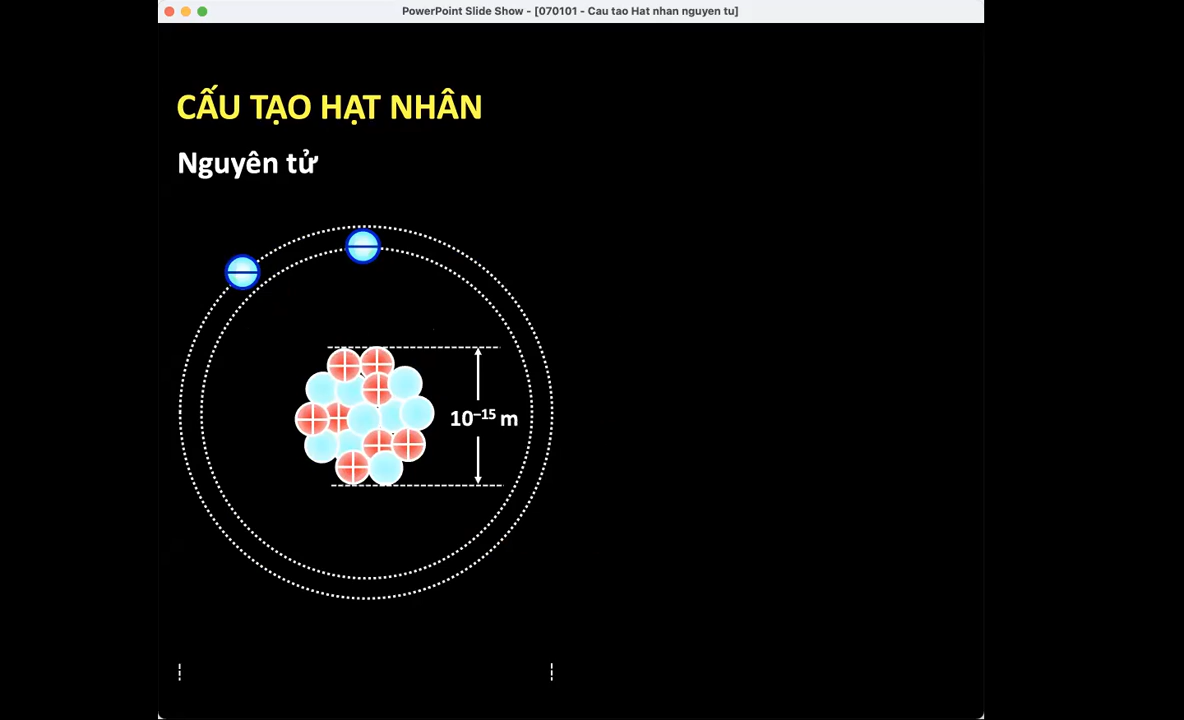 PowerPoint Slide Show - [070101 - Cau tao Hat nhan nguyen tu]
CẤU TẠO HẠT NHÂN
Nguyên tử
10⁻¹⁵ m